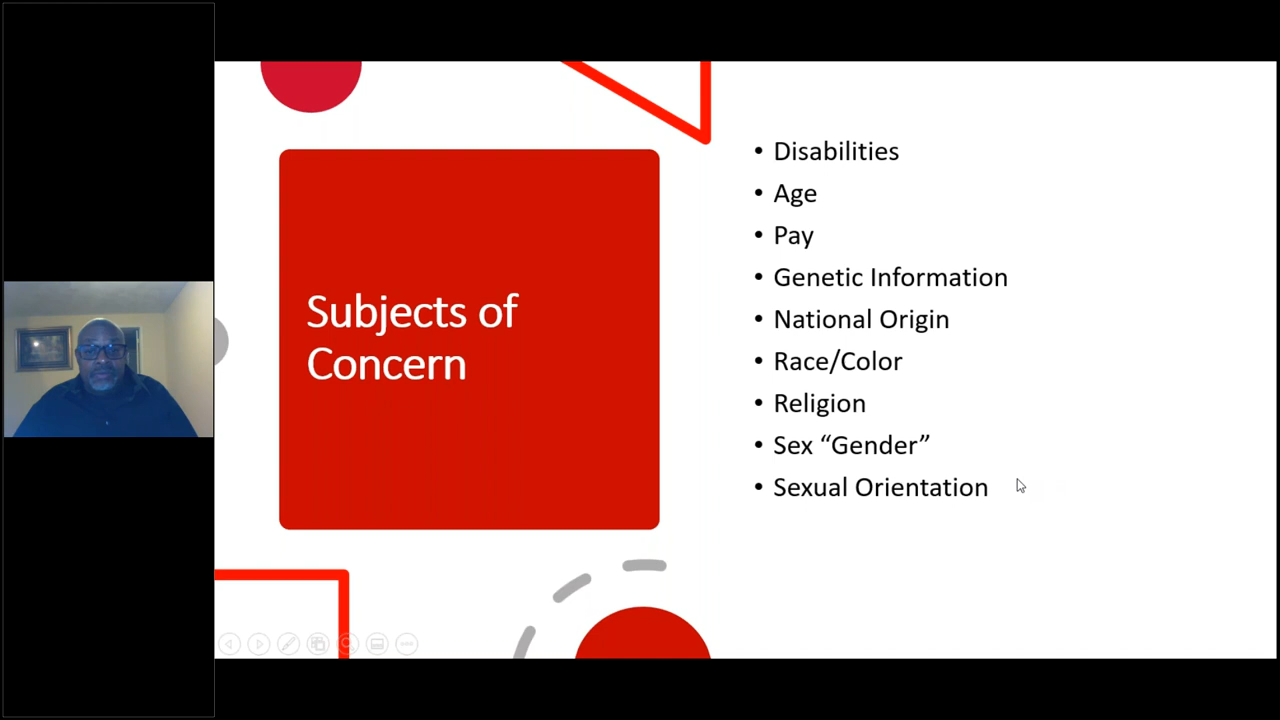 Subjects of
Concern
• Disabilities
• Age
• Pay
• Genetic Information
• National Origin
• Race/Color
• Religion
• Sex “Gender”
• Sexual Orientation